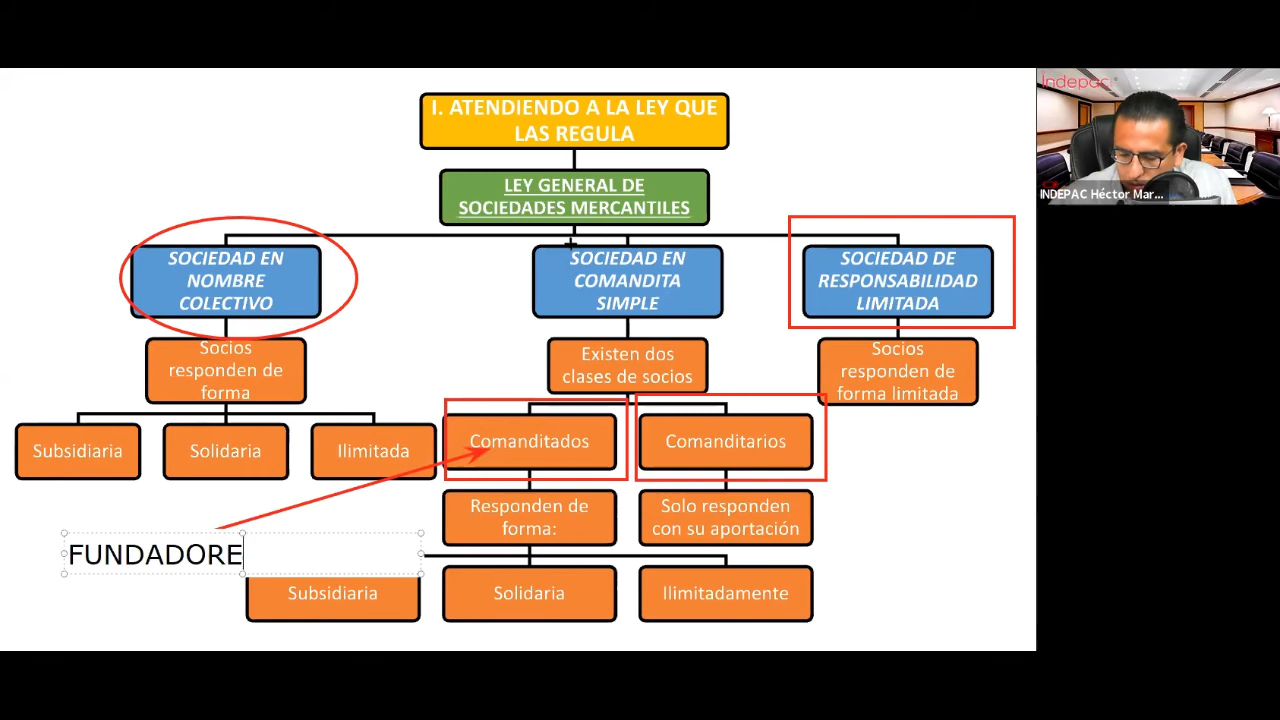 I. ATENDIENDO A LA LEY QUE
LAS REGULA
LEY GENERAL DE
SOCIEDADES MERCANTILES
SOCIEDAD EN
NOMBRE
COLECTIVO
SOCIEDAD EN
COMANDITA
SIMPLE
SOCIEDAD DE
RESPONSABILIDAD
LIMITADA
Socios
responden de
forma
Existen dos
clases de socios
Socios
responden de
forma limitada
Subsidiaria
Solidaria
Ilimitada
Comanditados
Comanditarios
Responden de
forma:
Solo responden
con su aportación
FUNDADORE
Subsidiaria
Solidaria
Ilimitadamente
Indepac
INDEPAC Héctor Mar...